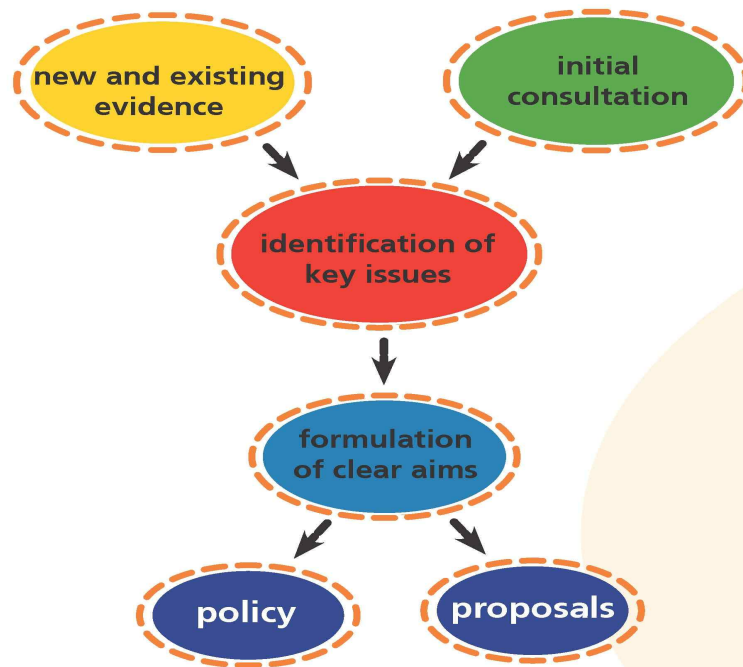 new and existing
evidence
initial
consultation
identification of
key issues
formulation
of clear aims
policy
proposals